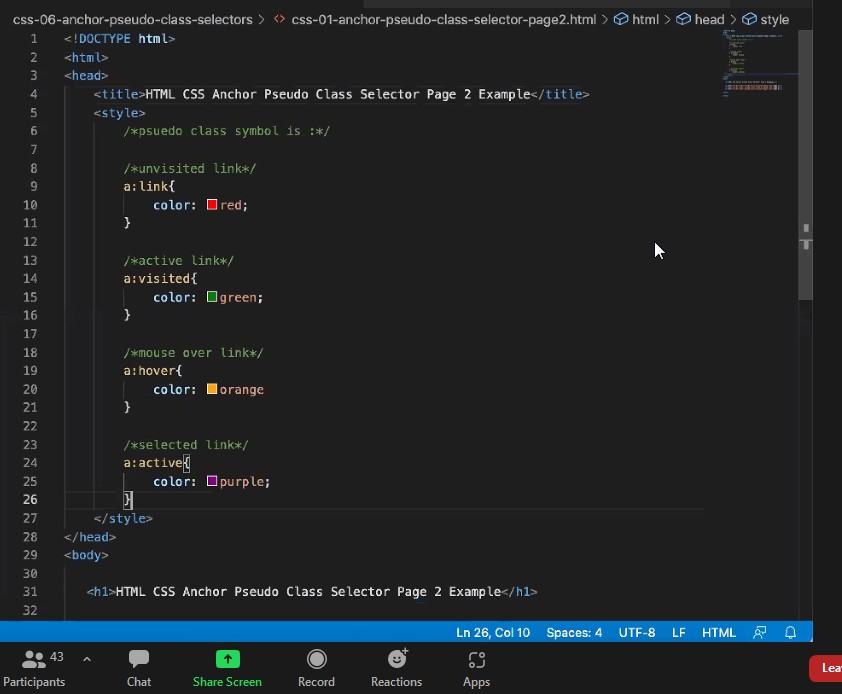 css-06-anchor-pseudo-class-selectors > <> css-01-anchor-pseudo-class-selector-page2.html > html > head > style
1 <!DOCTYPE html>
2 <html>
3 <head>
4 <title>HTML CSS Anchor Pseudo Class Selector Page 2 Example</title>
5 <style>
6 /*psuedo class symbol is :*/
7
8 /*unvisited link*/
9 a:link{
10 color: red;
11 }
12
13 /*active link*/
14 a:visited{
15 color: green;
16 }
17
18 /*mouse over link*/
19 a:hover{
20 color: orange
21 }
22
23 /*selected link*/
24 a:active{
25 color: purple;
26 }
27 </style>
28 </head>
29 <body>
30
31 <h1>HTML CSS Anchor Pseudo Class Selector Page 2 Example</h1>
32
Ln 26, Col 10 Spaces: 4 UTF-8 LF HTML
43
Participants Chat Share Screen Record Reactions Apps
Lea